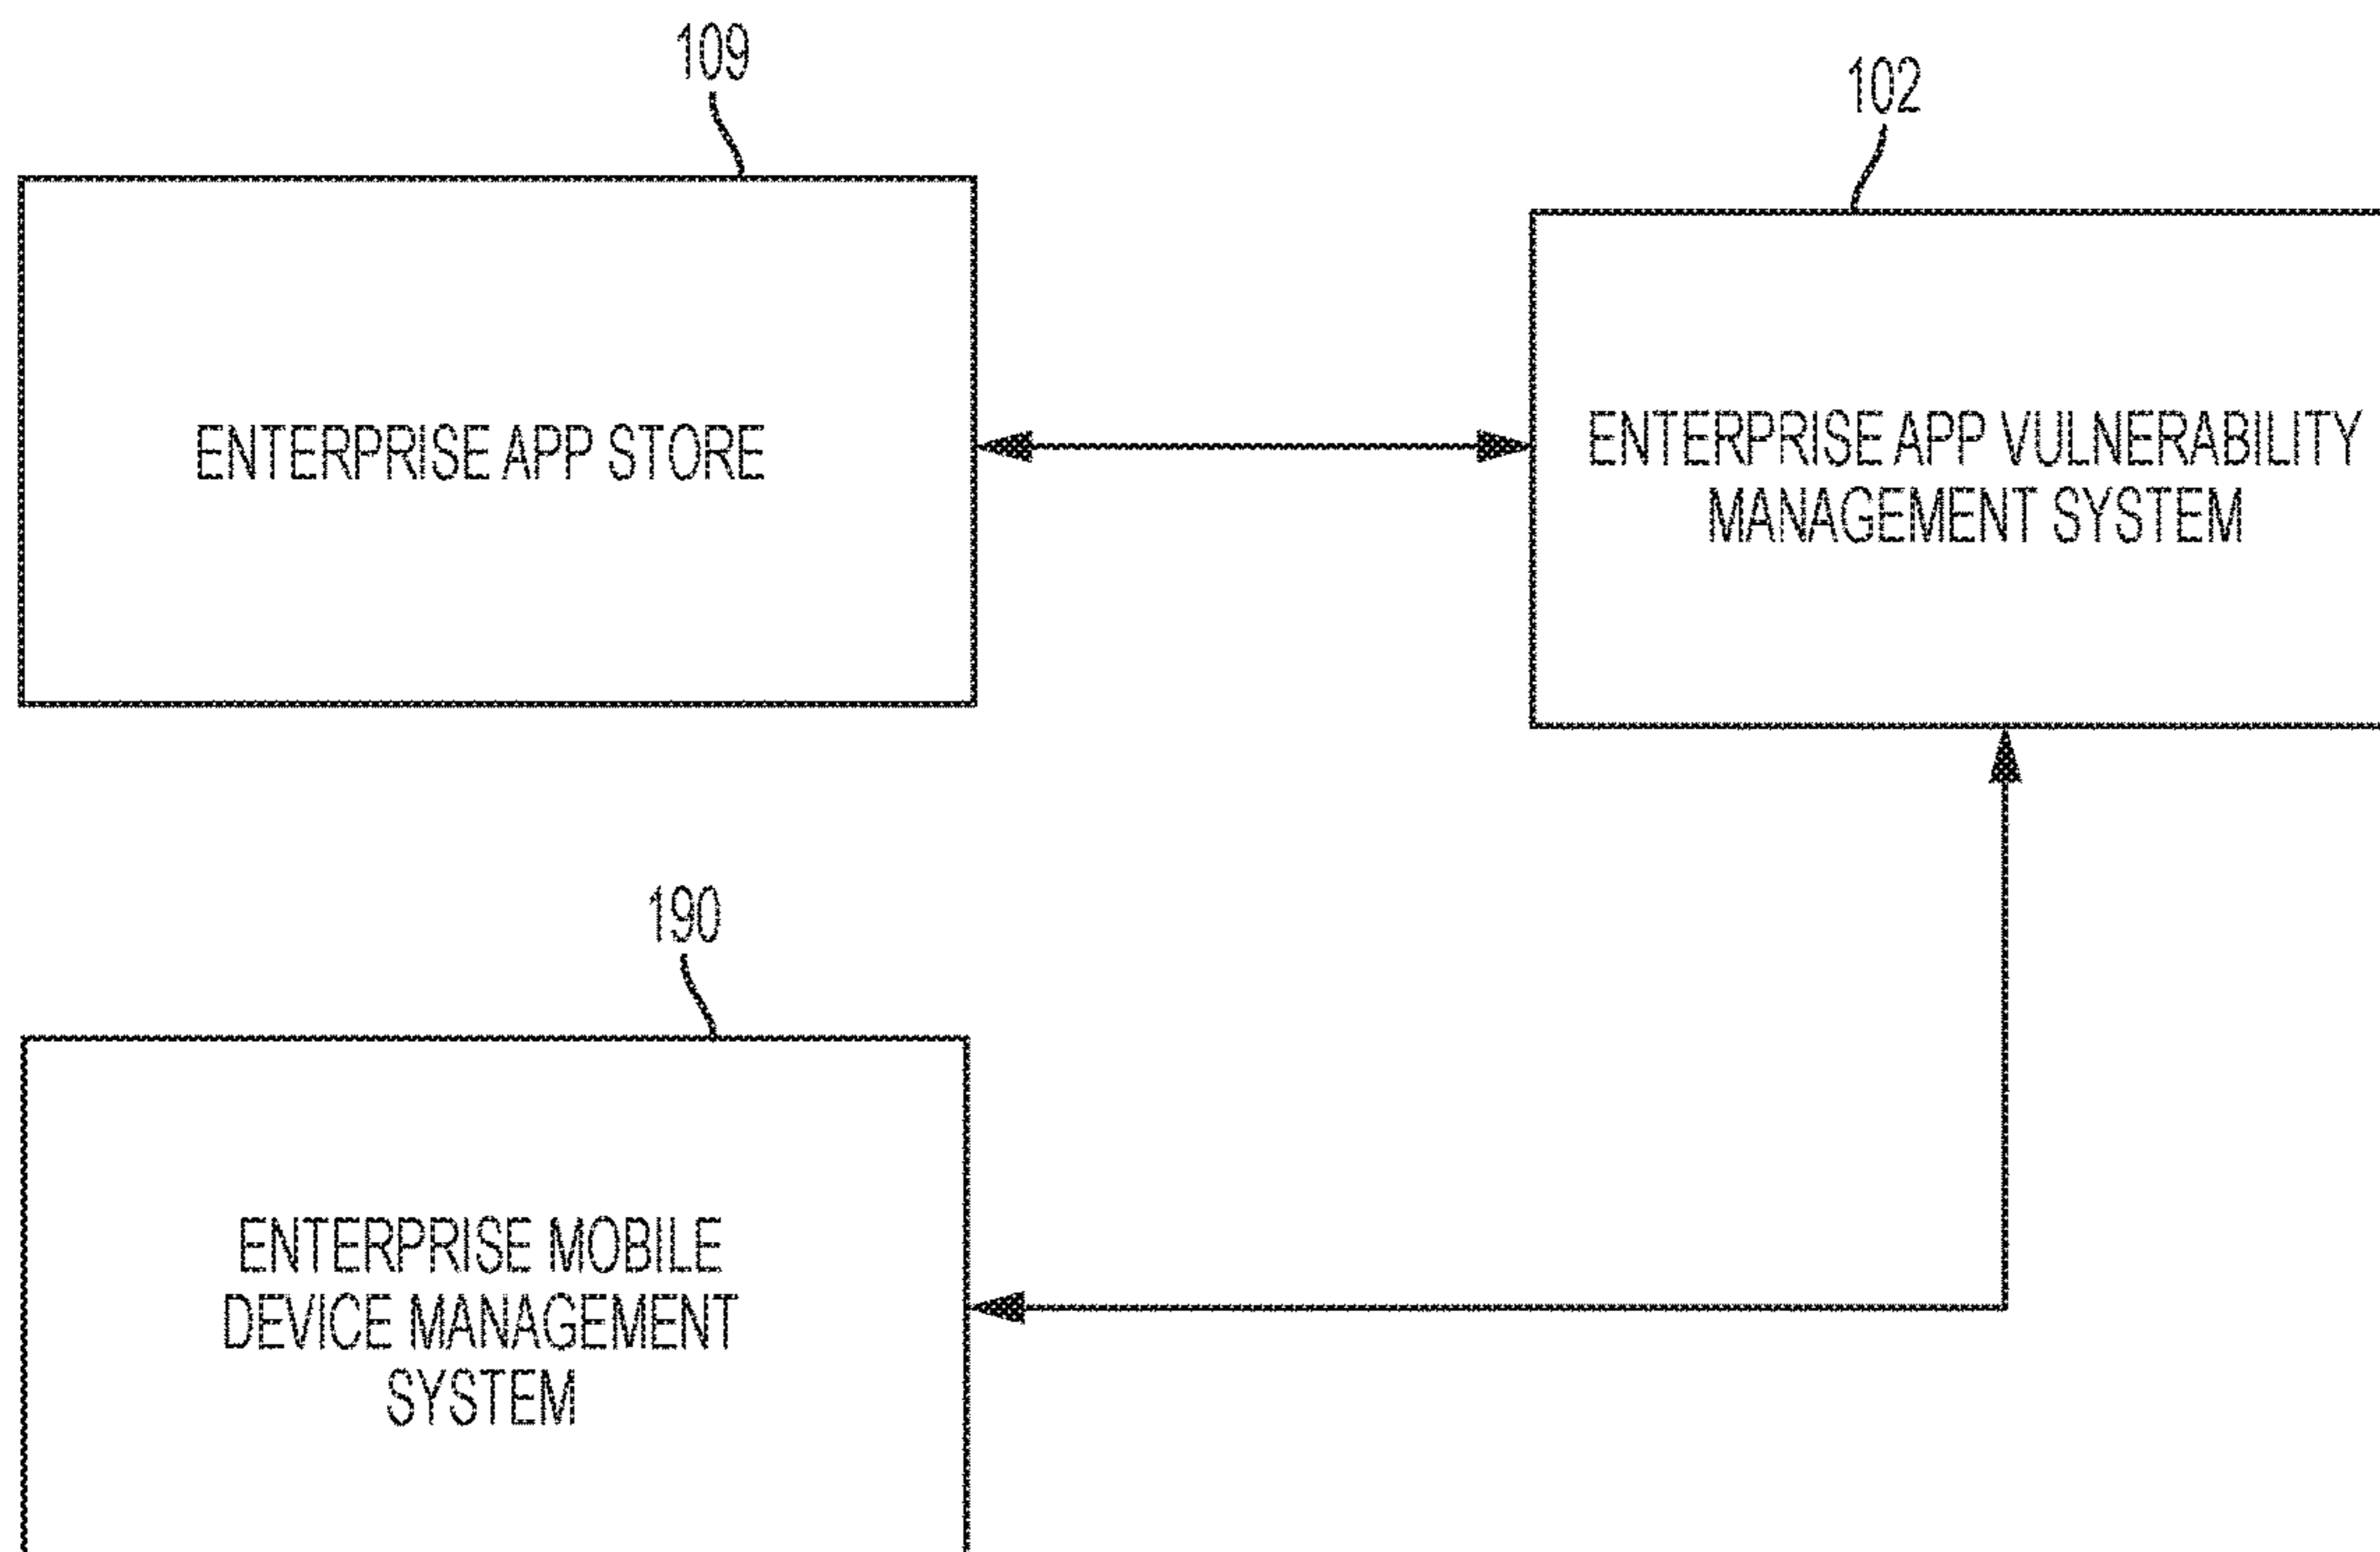 109
102
ENTERPRISE APP STORE
ENTERPRISE APP VULNERABILITY
MANAGEMENT SYSTEM
190
ENTERPRISE MOBILE
DEVICE MANAGEMENT
SYSTEM